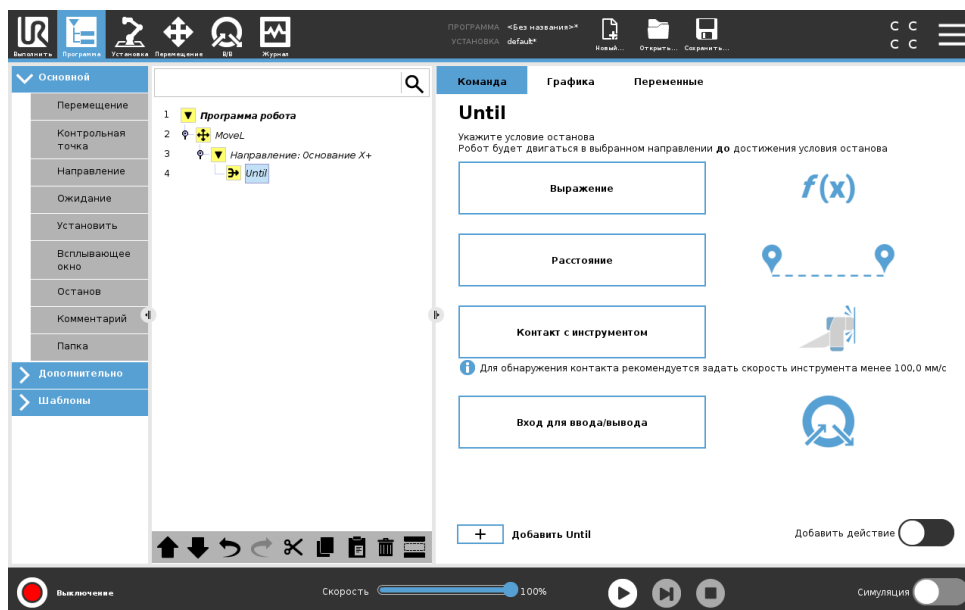 ПРОГРАММА <Без названия>*
УСТАНОВКА default*
Выполнить
Программа
Установка
Перемещение
В/В
Журнал
Новый...
Открыть...
Сохранить...
C C
C C
Основной
Перемещение
Контрольная
точка
Направление
Ожидание
Установить
Всплывающее
окно
Останов
Комментарий
Папка
Дополнительно
Шаблоны
1 Программа робота
2 MoveL
3 Направление: Основание X+
4 Until
Команда
Графика
Переменные
Until
Укажите условие останова
Робот будет двигаться в выбранном направлении до достижения условия останова
Выражение
f(x)
Расстояние
Контакт с инструментом
Для обнаружения контакта рекомендуется задать скорость инструмента менее 100,0 мм/с
Вход для ввода/вывода
+ Добавить Until
Добавить действие
Выключение
Скорость 100%
Симуляция